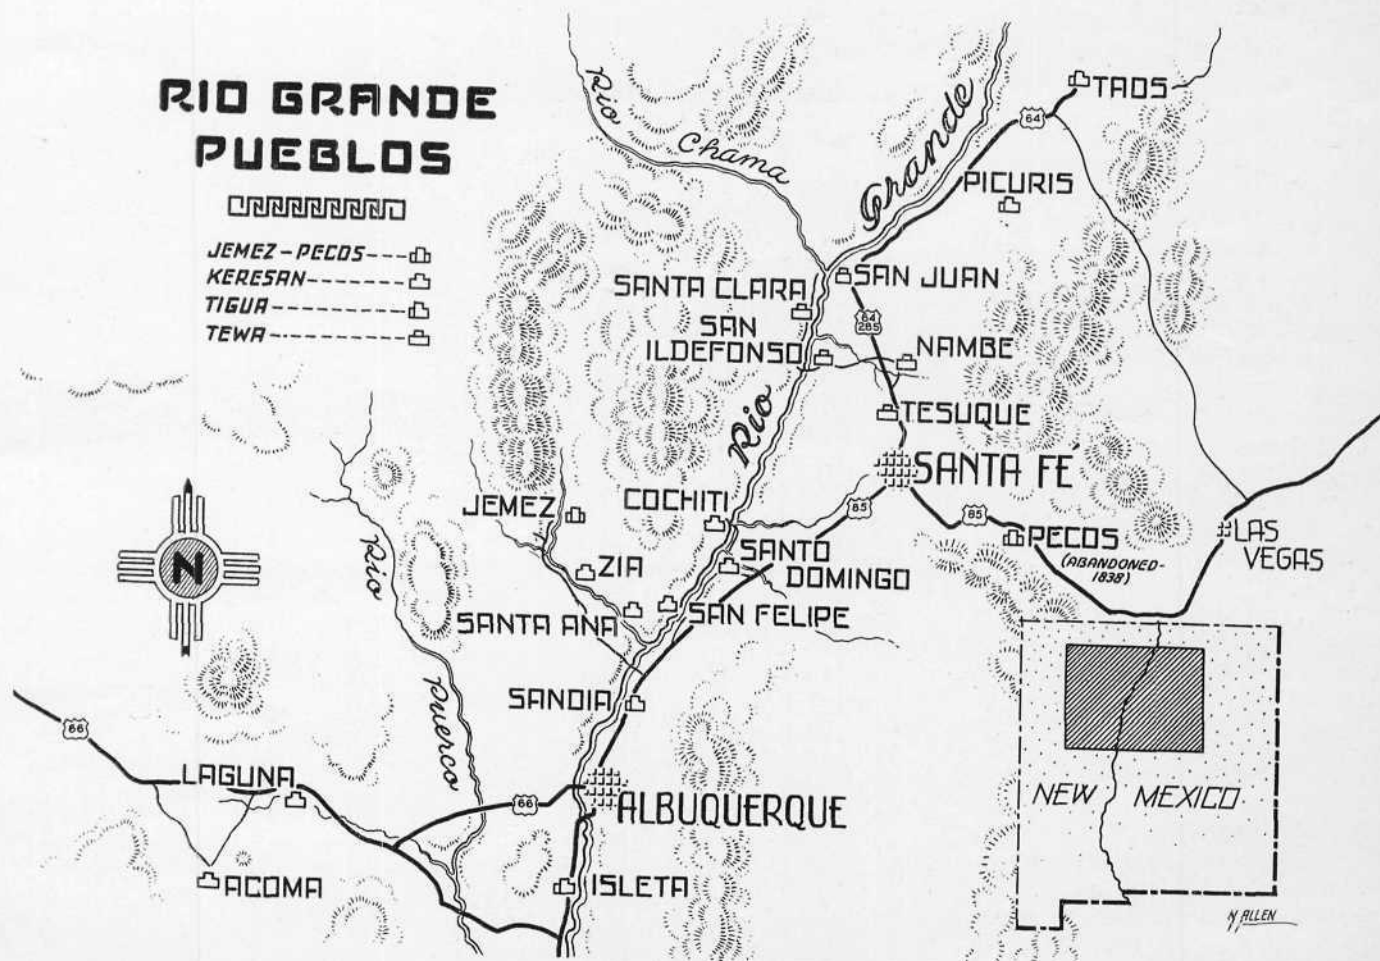 RIO GRANDE
PUEBLOS
JEMEZ-PECOS
KERESAN
TIGUA
TEWA
Rio
Chama
Grande
64
TAOS
PICURIS
SANTA CLARA
SAN JUAN
64
285
SAN
ILDEFONSO
NAMBE
Rio
TESUQUE
SANTA FÉ
JEMEZ
COCHITI
85
85
PECOS
(ABANDONED-
1838)
LAS
VEGAS
Rio
N
ZIA
SANTO
DOMINGO
SANTA ANA
SAN FELIPE
SANDIA
Puerco
66
LAGUNA
66
ALBUQUERQUE
NEW MEXICO
ACOMA
ISLETA
N ALLEN